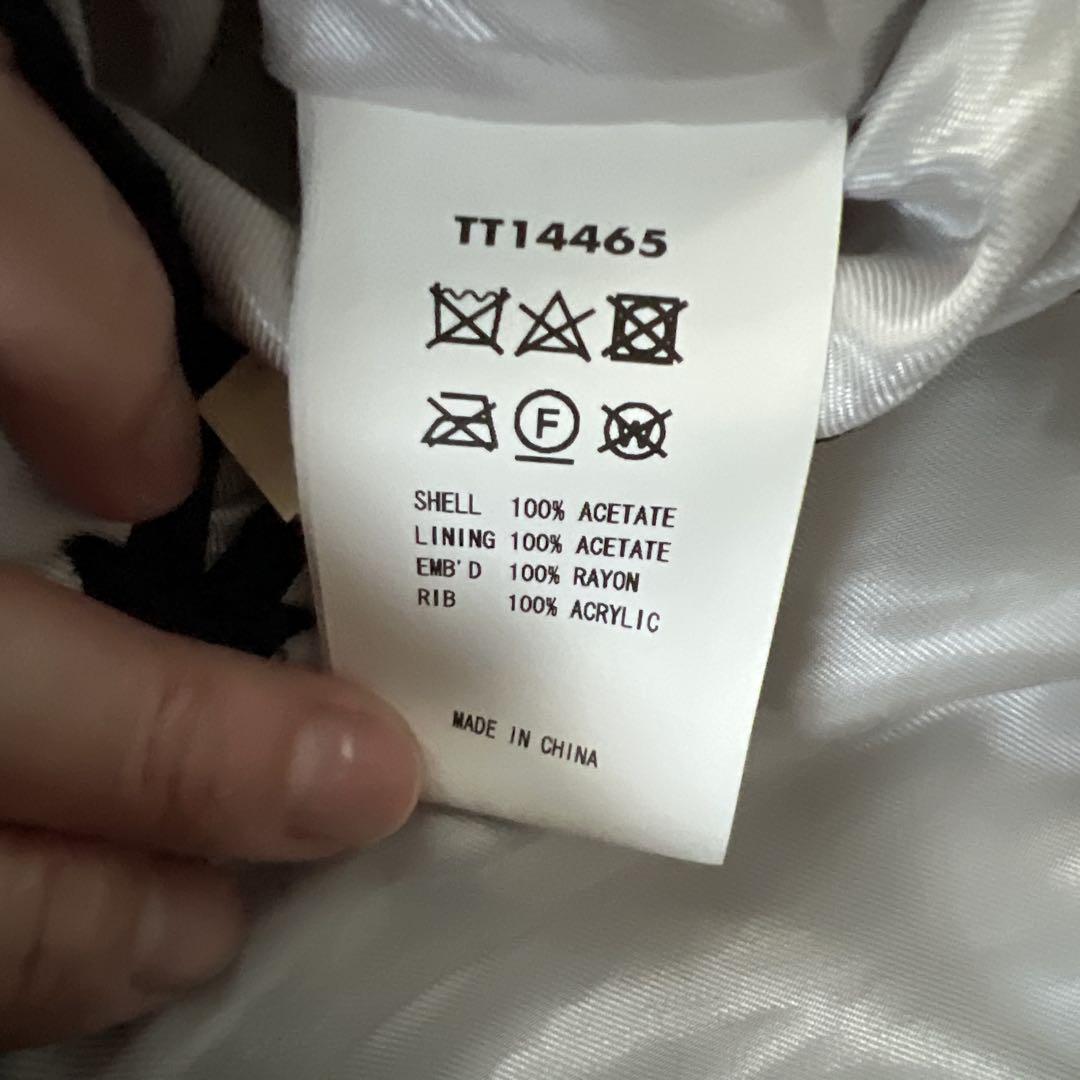 TT14465
F W
SHELL 100% ACETATE
LINING 100% ACETATE
EMB'D 100% RAYON
RIB 100% ACRYLIC
MADE IN CHINA